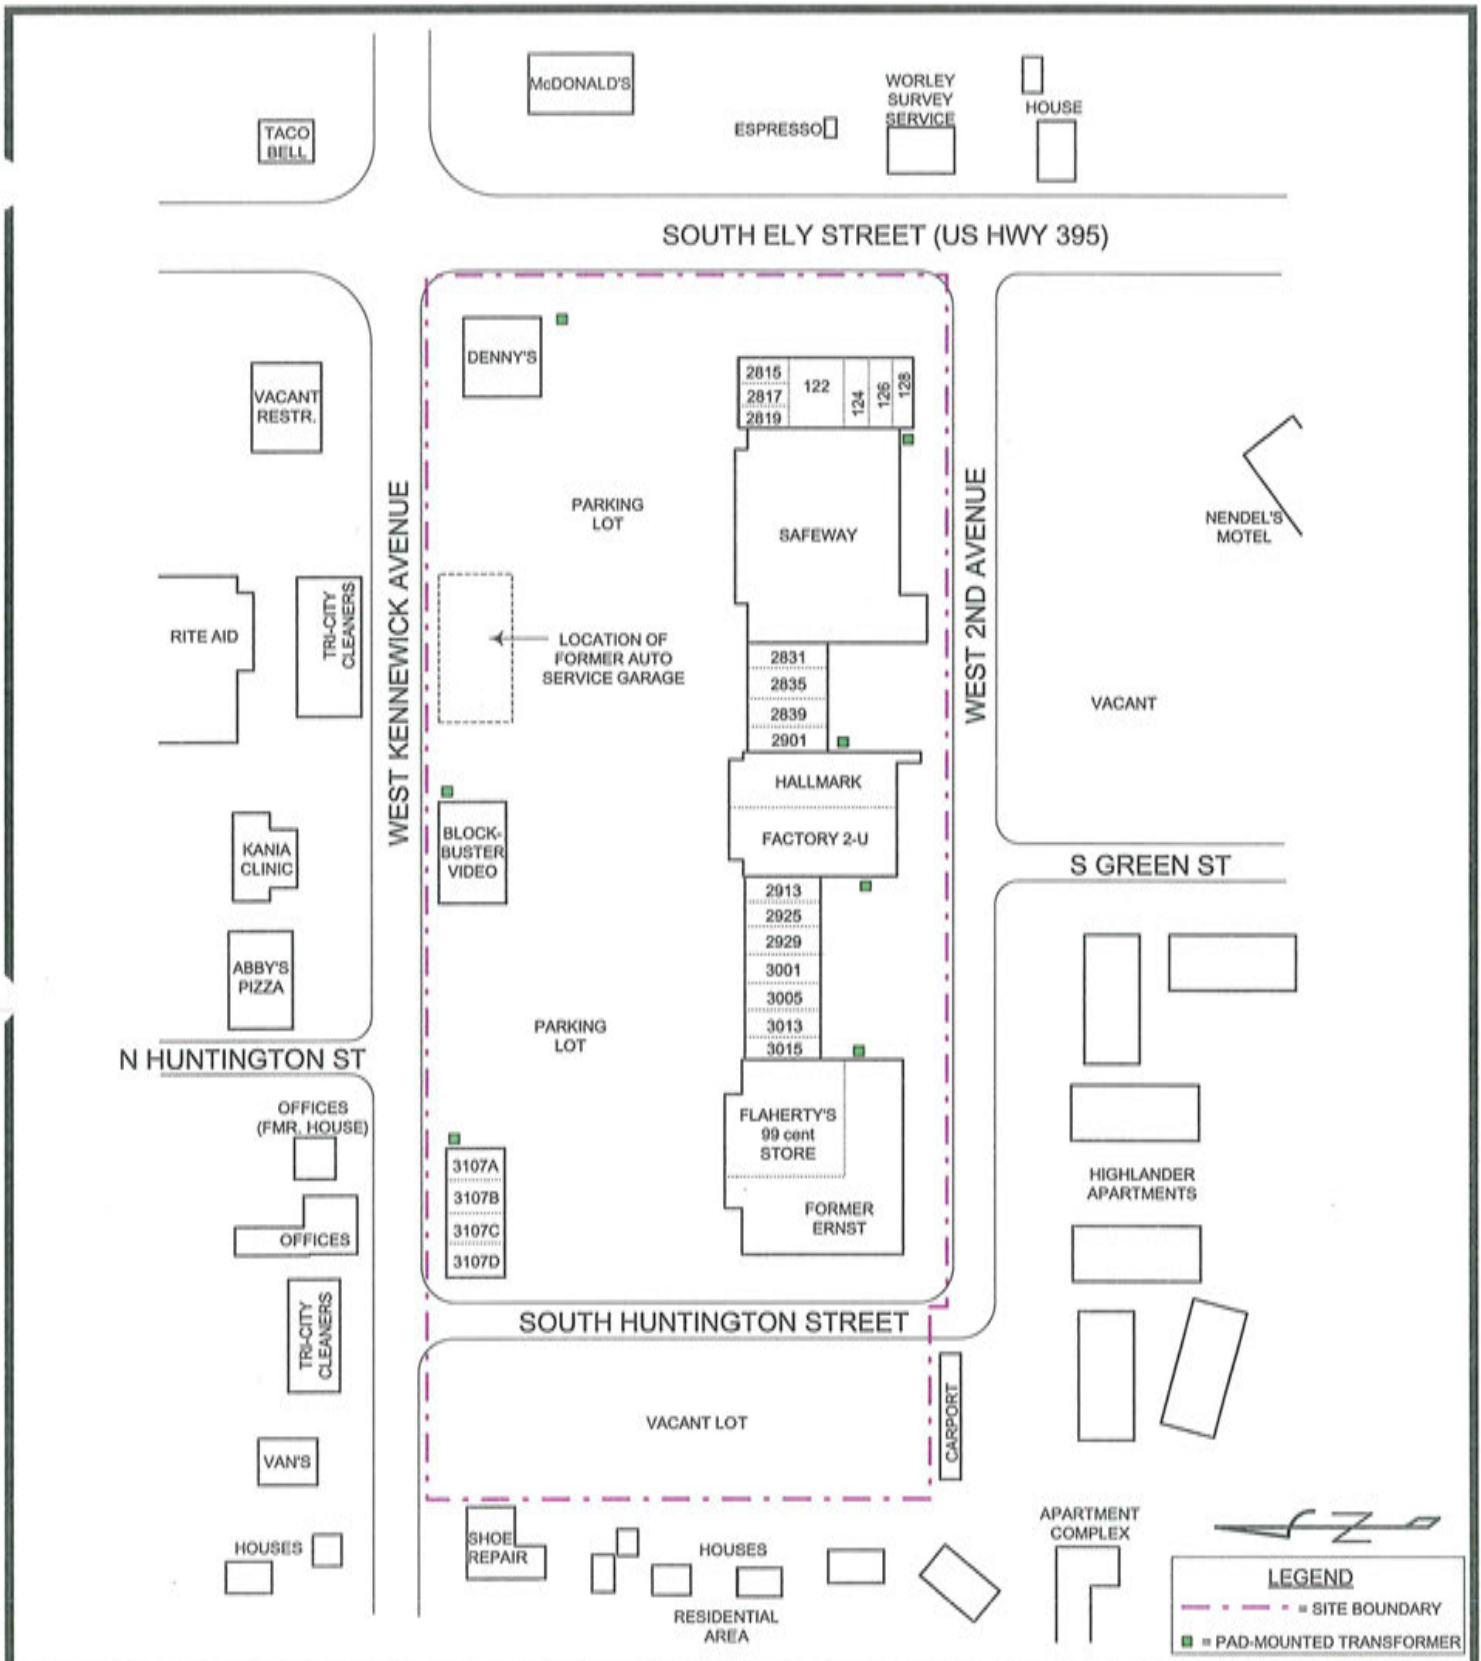 McDONALD'S
TACO
BELL
ESPRESSO
WORLEY
SURVEY
SERVICE
HOUSE
SOUTH ELY STREET (US HWY 395)
DENNY'S
2815
2817
2819
122
124
126
128
VACANT
RESTR.
WEST KENNEWICK AVENUE
PARKING
LOT
SAFEWAY
WEST 2ND AVENUE
NENDEL'S
MOTEL
RITE AID
TRI-CITY
CLEANERS
LOCATION OF
FORMER AUTO
SERVICE GARAGE
2831
2835
2839
2901
VACANT
HALLMARK
FACTORY 2-U
BLOCK-
BUSTER
VIDEO
KANIA
CLINIC
S GREEN ST
2913
2925
2929
3001
3005
3013
3015
ABBY'S
PIZZA
PARKING
LOT
N HUNTINGTON ST
OFFICES
(FMR. HOUSE)
FLAHERTY'S
99 cent
STORE
3107A
3107B
3107C
3107D
HIGHLANDER
APARTMENTS
FORMER
ERNST
OFFICES
SOUTH HUNTINGTON STREET
TRI-CITY
CLEANERS
VACANT LOT
CARPORT
VAN'S
HOUSES
SHOE
REPAIR
HOUSES
RESIDENTIAL
AREA
APARTMENT
COMPLEX
N
LEGEND
= SITE BOUNDARY
= PAD-MOUNTED TRANSFORMER